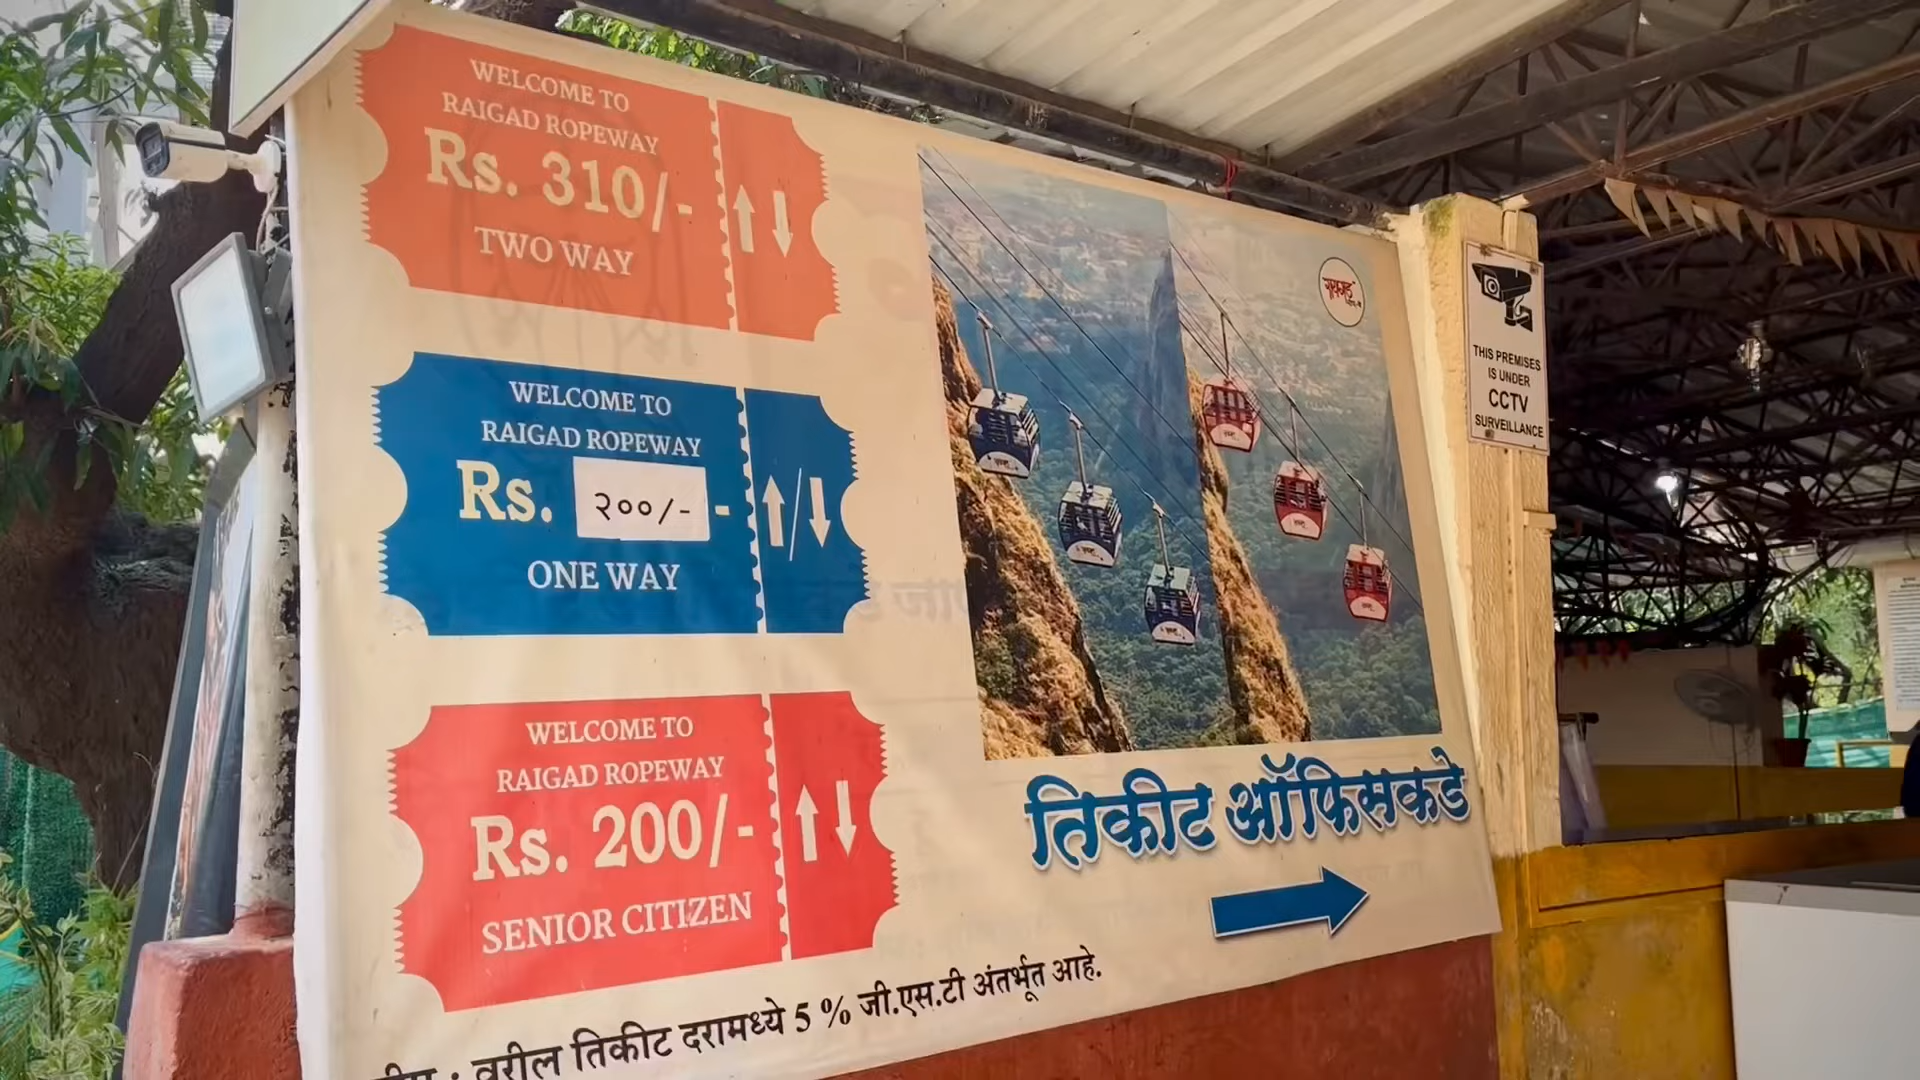 WELCOME TO
RAIGAD ROPEWAY
Rs. 310/-
TWO WAY
WELCOME TO
RAIGAD ROPEWAY
Rs. २००/- -
ONE WAY
WELCOME TO
RAIGAD ROPEWAY
Rs. 200/-
SENIOR CITIZEN
तिकीट ऑफिसकडे
: वरील तिकीट दरामध्ये 5 % जी.एस.टी अंतर्भूत आहे.
THIS PREMISES
IS UNDER
CCTV
SURVEILLANCE